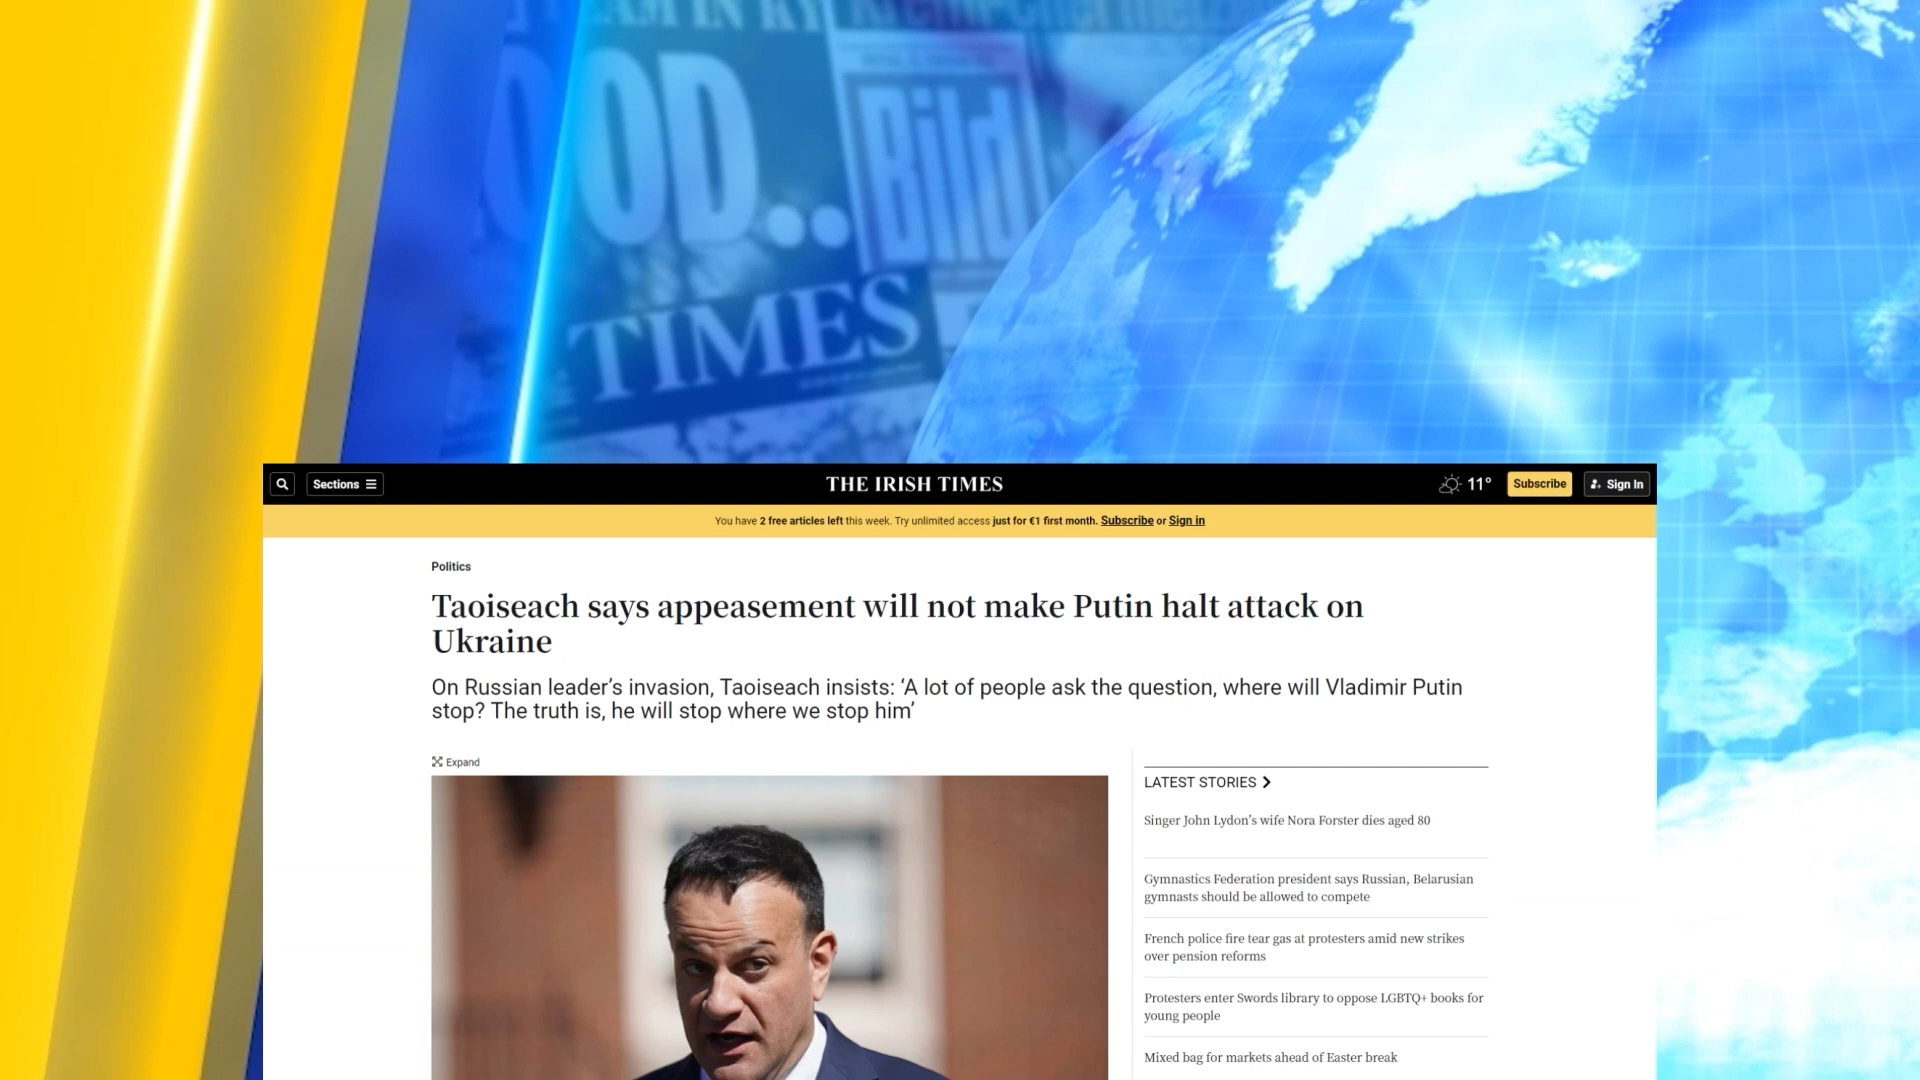 OOD..
Bild
TIMES
Sections
THE IRISH TIMES
11°
Subscribe
Sign In
You have 2 free articles left this week. Try unlimited access just for €1 first month. Subscribe or Sign in
Politics
Taoiseach says appeasement will not make Putin halt attack on
Ukraine
On Russian leader’s invasion, Taoiseach insists: ‘A lot of people ask the question, where will Vladimir Putin
stop? The truth is, he will stop where we stop him’
Expand
LATEST STORIES
Singer John Lydon’s wife Nora Forster dies aged 80
Gymnastics Federation president says Russian, Belarusian
gymnasts should be allowed to compete
French police fire tear gas at protesters amid new strikes
over pension reforms
Protesters enter Swords library to oppose LGBTQ+ books for
young people
Mixed bag for markets ahead of Easter break